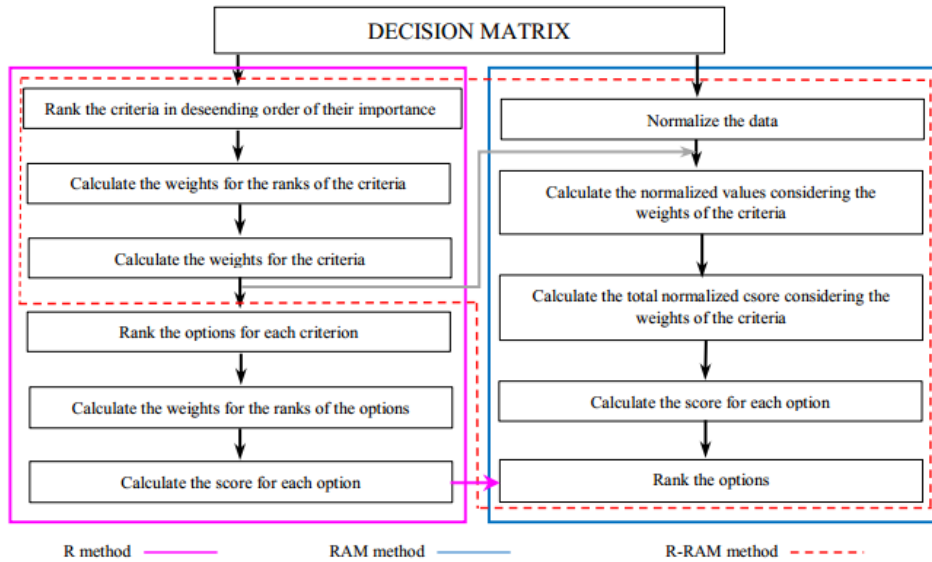 DECISION MATRIX
Rank the criteria in deseending order of their importance
Calculate the weights for the ranks of the criteria
Calculate the weights for the criteria
Rank the options for each criterion
Calculate the weights for the ranks of the options
Calculate the score for each option
Normalize the data
Calculate the normalized values considering the
weights of the criteria
Calculate the total normalized csore considering the
weights of the criteria
Calculate the score for each option
Rank the options
R method
RAM method
R-RAM method